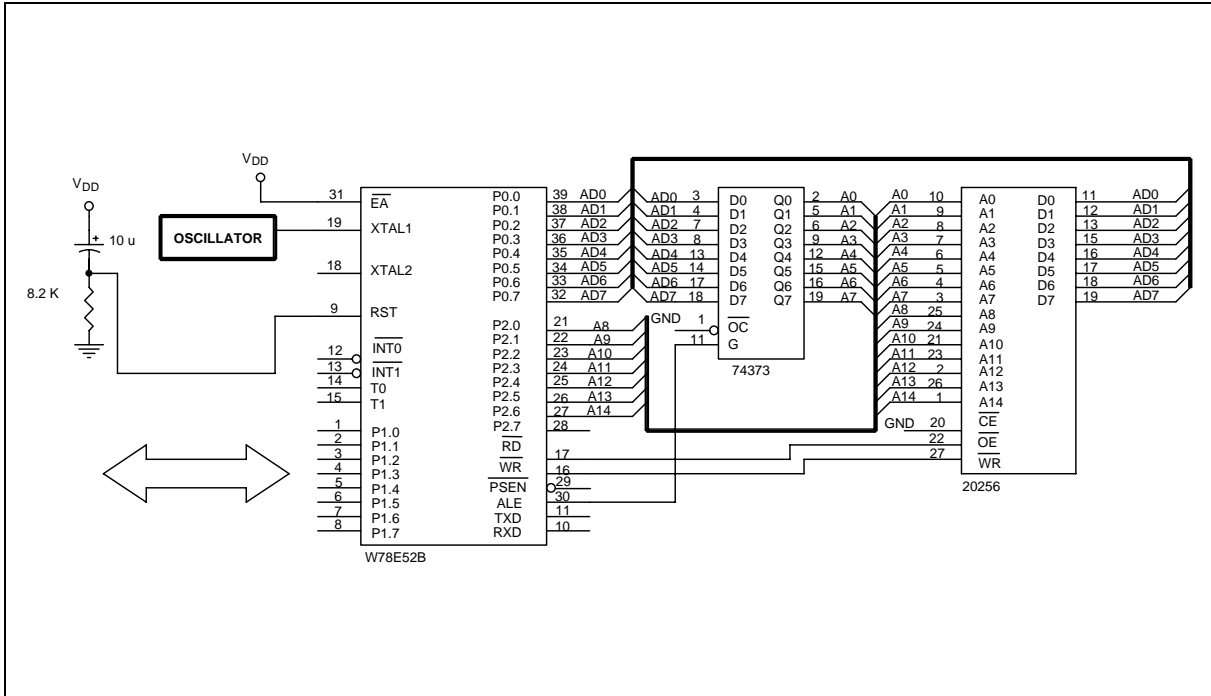 VDD
10 u
8.2 K
VDD
OSCILLATOR
31 EA
19 XTAL1
18 XTAL2
9 RST
12 INT0
13 INT1
14 T0
15 T1
1 P1.0
2 P1.1
3 P1.2
4 P1.3
5 P1.4
6 P1.5
7 P1.6
8 P1.7
P0.0 39 AD0
P0.1 38 AD1
P0.2 37 AD2
P0.3 36 AD3
P0.4 35 AD4
P0.5 34 AD5
P0.6 33 AD6
P0.7 32 AD7
P2.0 21 A8
P2.1 22 A9
P2.2 23 A10
P2.3 24 A11
P2.4 25 A12
P2.5 26 A13
P2.6 27 A14
P2.7 28
RD 17
WR 16
PSEN 29
ALE 30
TXD 11
RXD 10
W78E52B
AD0 3 D0 Q0 2 A0
AD1 4 D1 Q1 5 A1
AD2 7 D2 Q2 6 A2
AD3 8 D3 Q3 9 A3
AD4 13 D4 Q4 12 A4
AD5 14 D5 Q5 15 A5
AD6 17 D6 Q6 16 A6
AD7 18 D7 Q7 19 A7
GND 1 OC
11 G
74373
A0 10 A0 D0 11 AD0
A1 9 A1 D1 12 AD1
A2 8 A2 D2 13 AD2
A3 7 A3 D3 15 AD3
A4 6 A4 D4 16 AD4
A5 5 A5 D5 17 AD5
A6 4 A6 D6 18 AD6
A7 3 A7 D7 19 AD7
A8 25 A8
A9 24 A9
A10 21 A10
A11 23 A11
A12 2 A12
A13 26 A13
A14 1 A14
GND 20 CE
22 OE
27 WR
20256